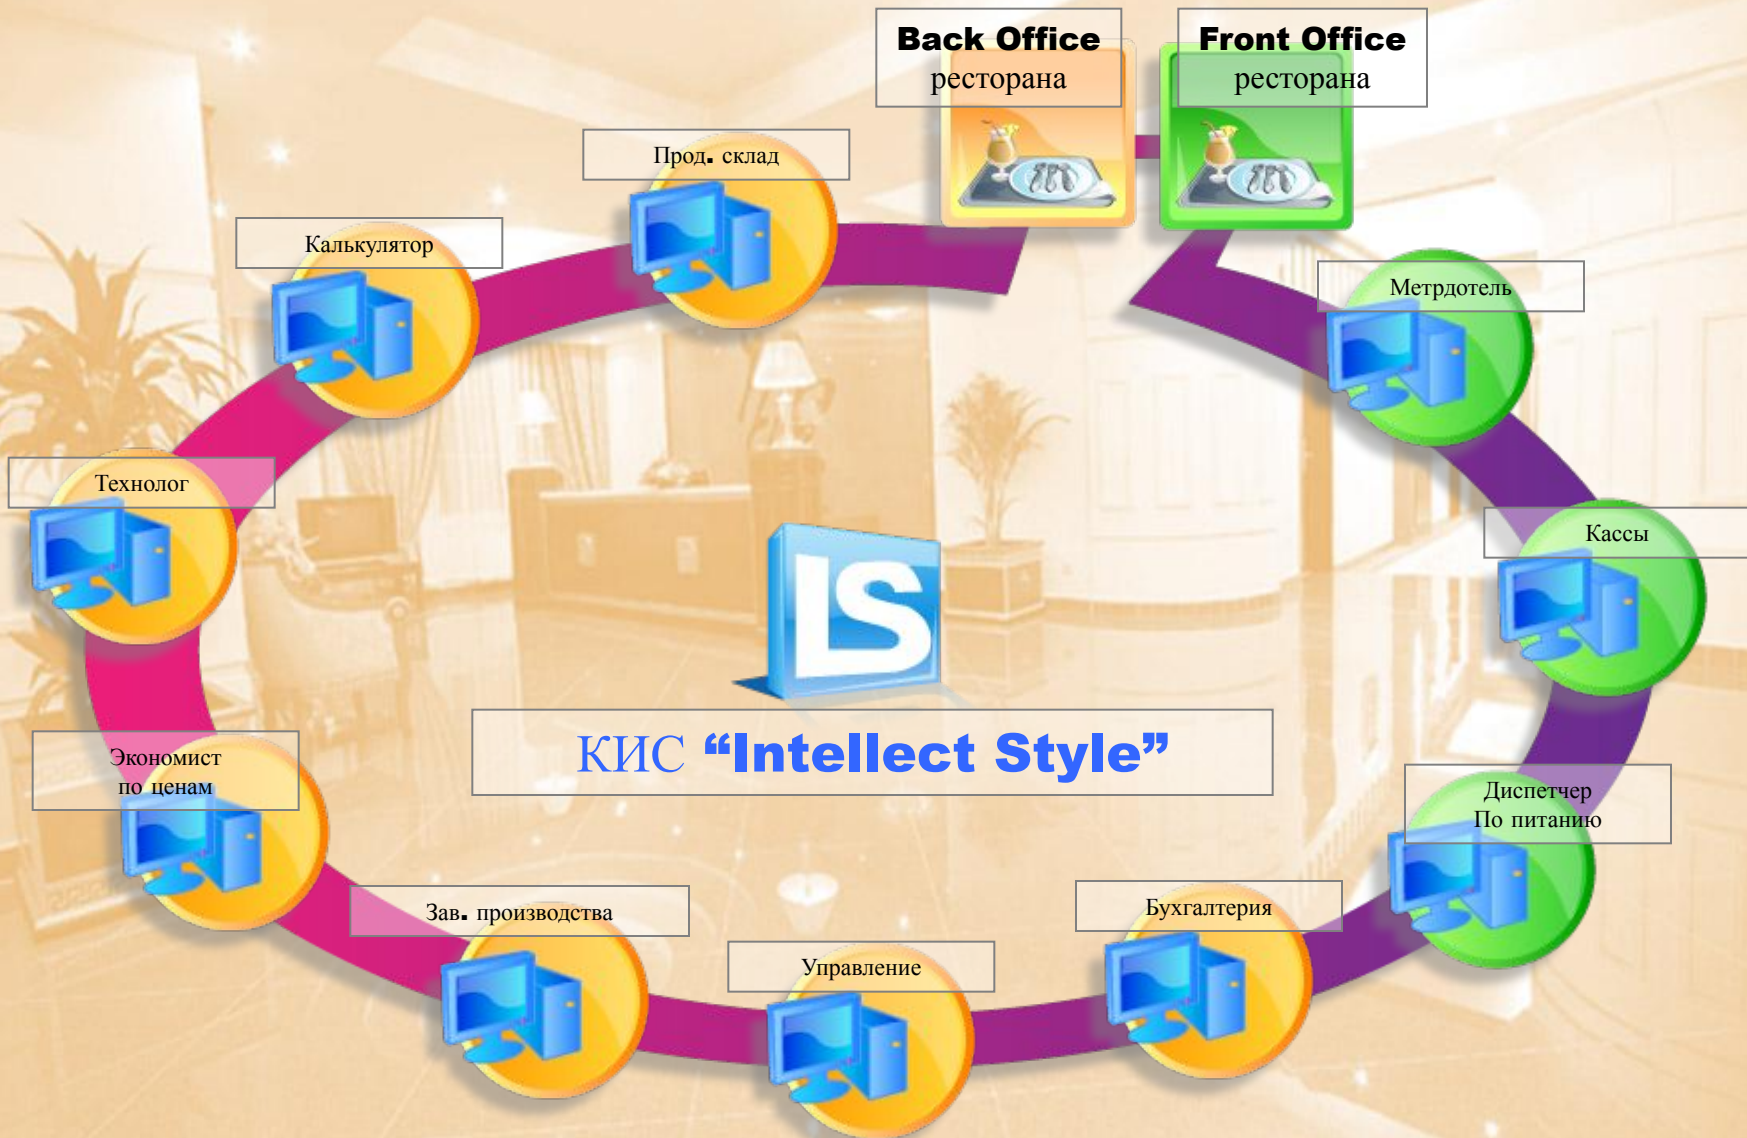 Back Office
ресторана
Front Office
ресторана
Прод. склад
Калькулятор
Метрдотель
Технолог
Кассы
LS
КИС “Intellect Style”
Экономист
по ценам
Диспетчер
По питанию
Зав. производства
Бухгалтерия
Управление